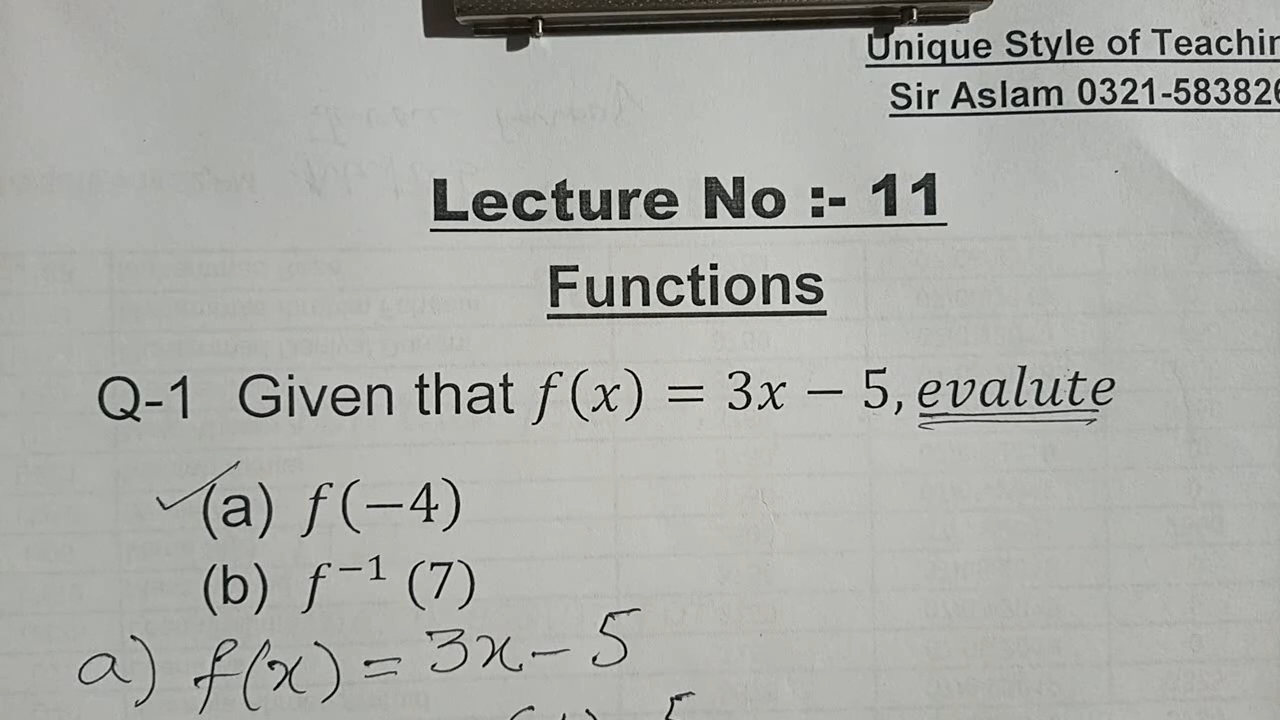 Unique Style of Teachin
Sir Aslam 0321-583826
Lecture No :- 11
Functions
Q-1 Given that f(x) = 3x − 5, evalute
(a) f(−4)
(b) f⁻¹ (7)
a) f(x) = 3x - 5